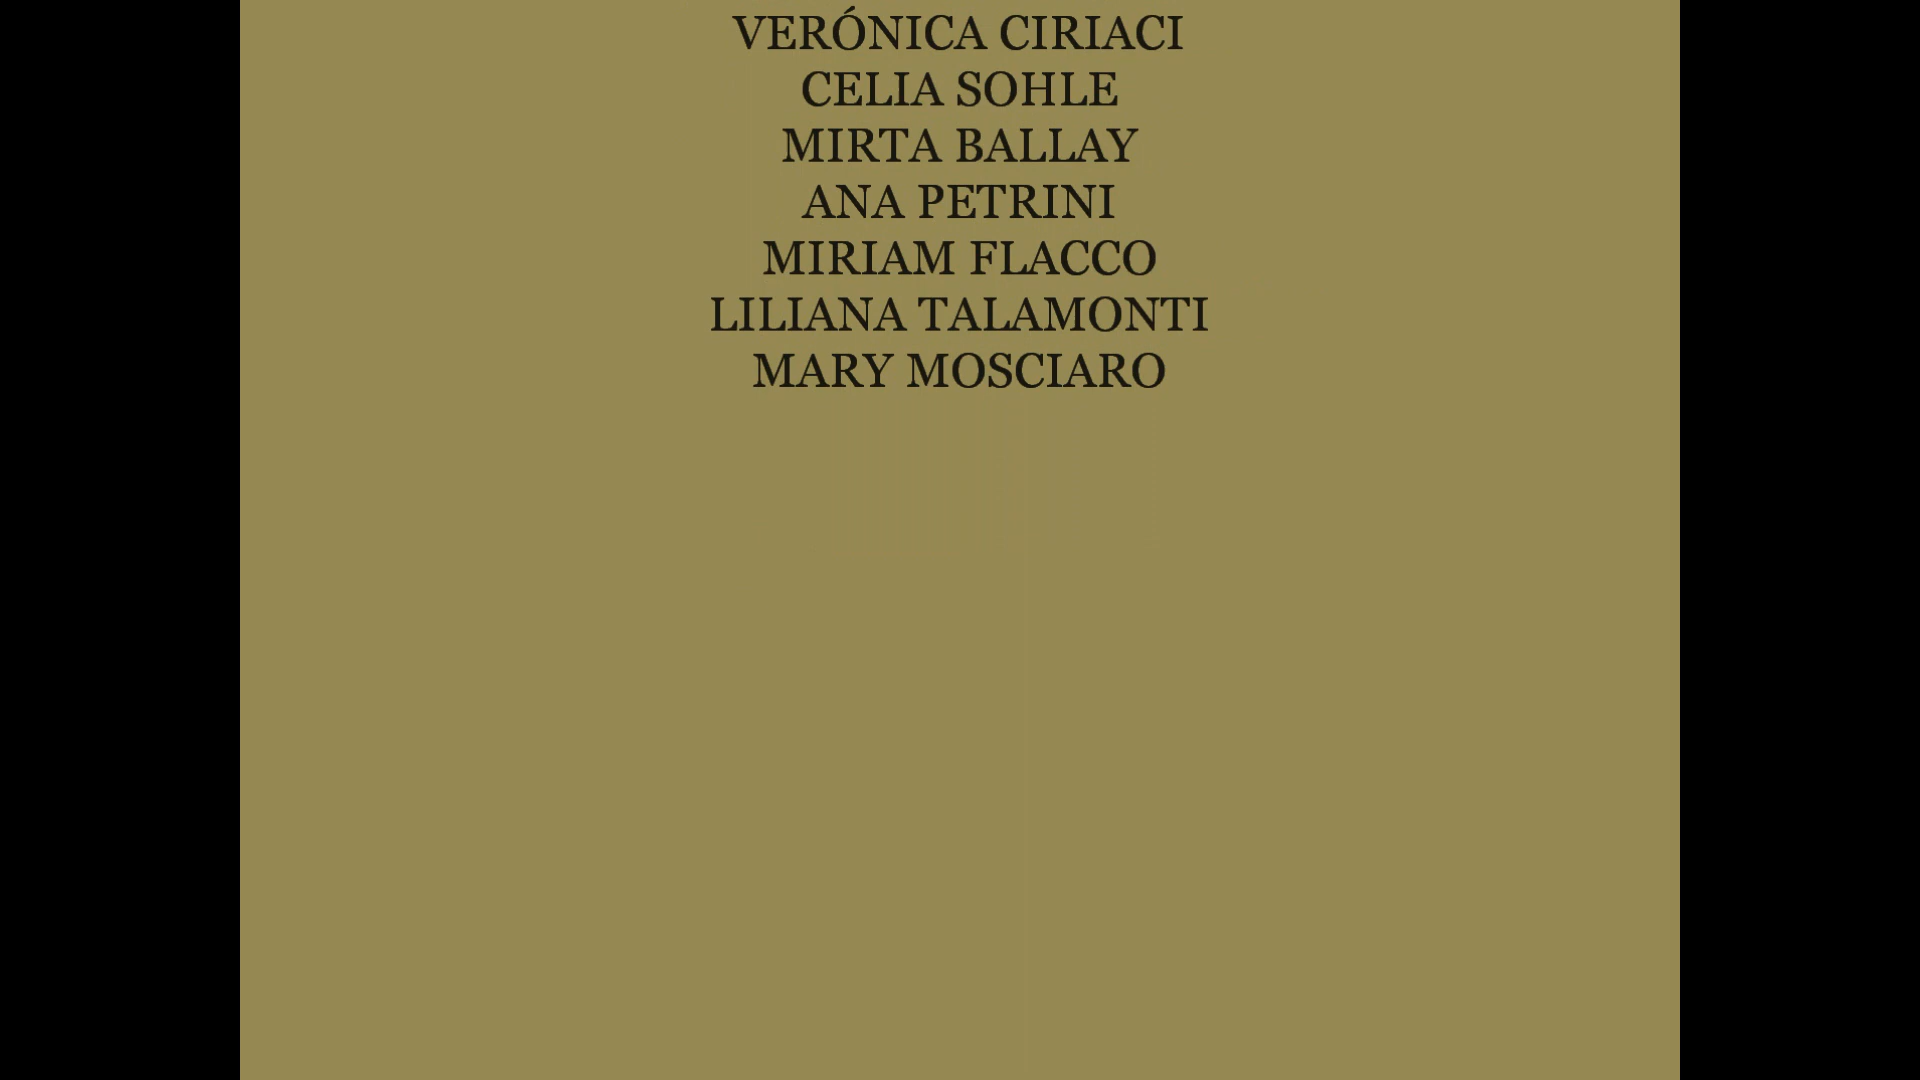 VERÓNICA CIRIACI
CELIA SOHLE
MIRTA BALLAY
ANA PETRINI
MIRIAM FLACCO
LILIANA TALAMONTI
MARY MOSCIARO